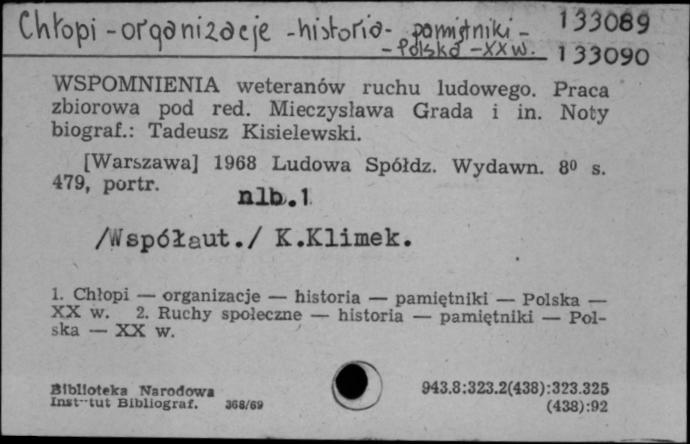 Chłopi - organizacje - historia - pamiętniki - 133089
- Polska - XX w. 133090
WSPOMNIENIA weteranów ruchu ludowego. Praca
zbiorowa pod red. Mieczysława Grada i in. Noty
biograf.: Tadeusz Kisielewski.
[Warszawa] 1968 Ludowa Spółdz. Wydawn. 8⁰ s.
479, portr.
nlb.1
/Współaut./ K.Klimek.
1. Chłopi — organizacje — historia — pamiętniki — Polska —
XX w. 2. Ruchy społeczne — historia — pamiętniki — Pol-
ska — XX w.
Biblioteka Narodowa 943.8:323.2(438):323.325
Inst-tut Bibliograf. 368/69 (438):92